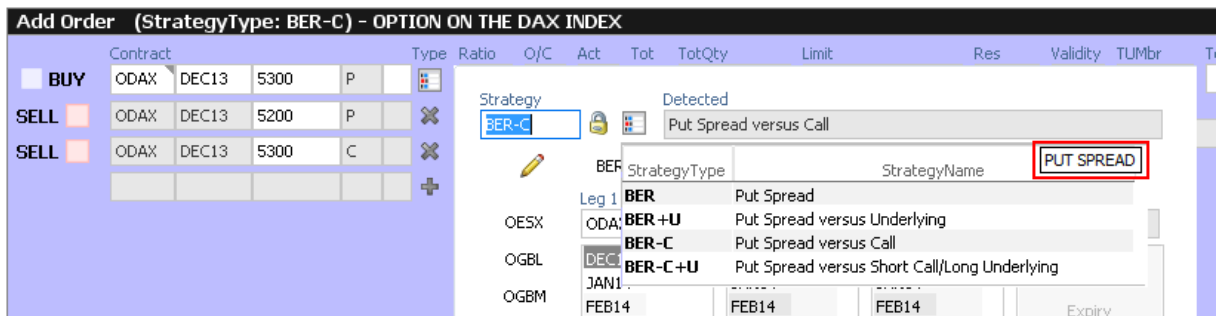 Add Order (StrategyType: BER-C) - OPTION ON THE DAX INDEX
Contract Type Ratio O/C Act Tot TotQty Limit Res Validity TUMbr
BUY ODAX DEC13 5300 P
SELL ODAX DEC13 5200 P
SELL ODAX DEC13 5300 C
Strategy Detected
BER-C Put Spread versus Call
BER
StrategyType StrategyName PUT SPREAD
BER Put Spread
BER+U Put Spread versus Underlying
BER-C Put Spread versus Call
BER-C+U Put Spread versus Short Call/Long Underlying
Leg 1
OESX
OGBL
OGBM
FEB14 FEB14 FEB14
Expiry